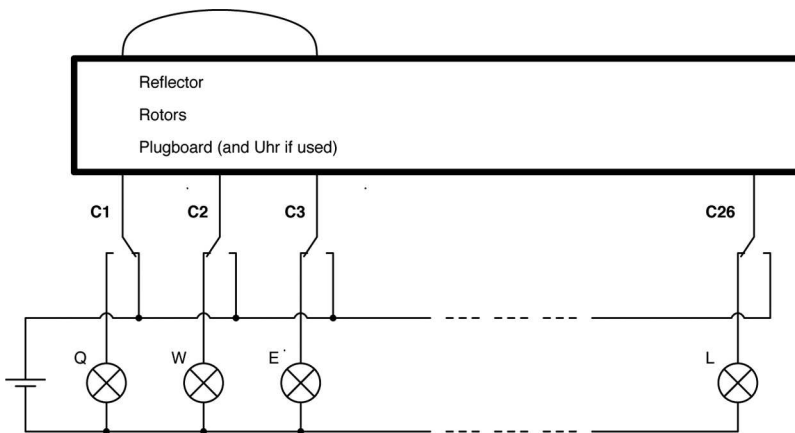 Reflector
Rotors
Plugboard (and Uhr if used)
C1 C2 C3 C26
Q W E L